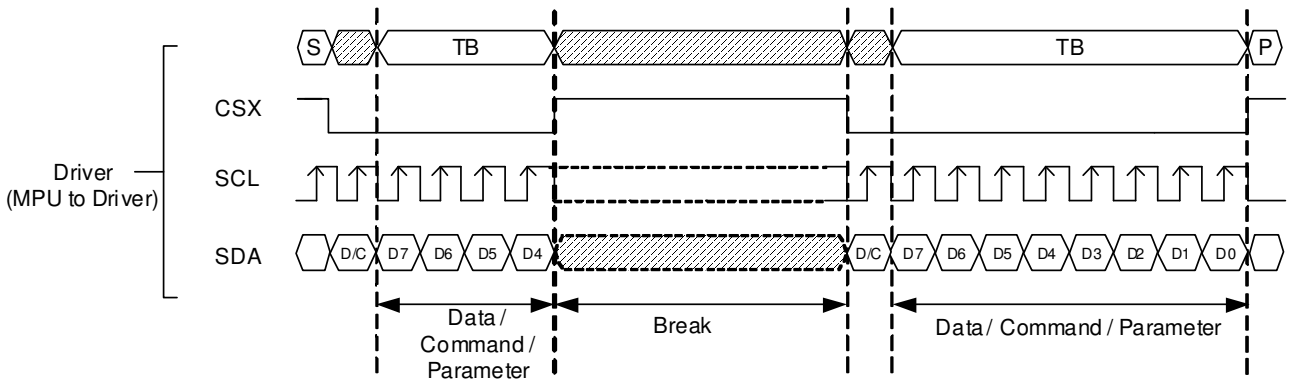 S TB TB P
CSX
Driver
(MPU to Driver)
SCL
SDA D/C D7 D6 D5 D4 D/C D7 D6 D5 D4 D3 D2 D1 D0
Data / Command / Parameter
Break
Data / Command / Parameter